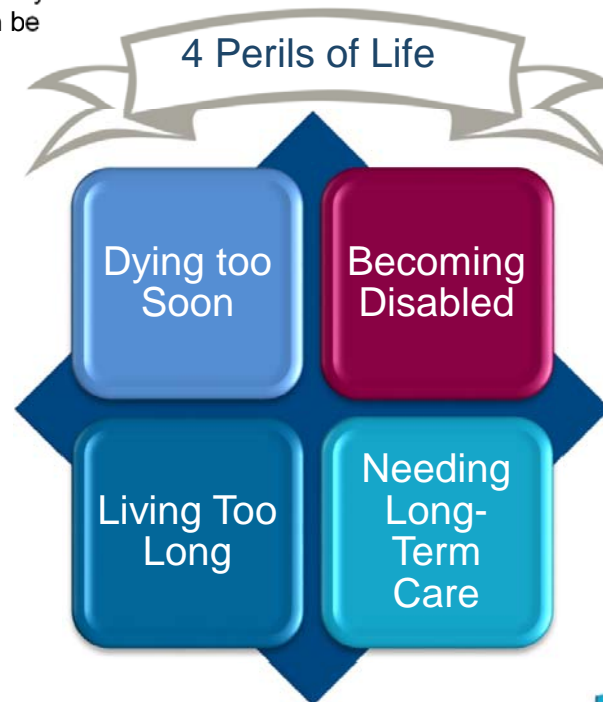 be
4 Perils of Life
Dying too
Soon
Becoming
Disabled
Living Too
Long
Needing
Long-
Term
Care